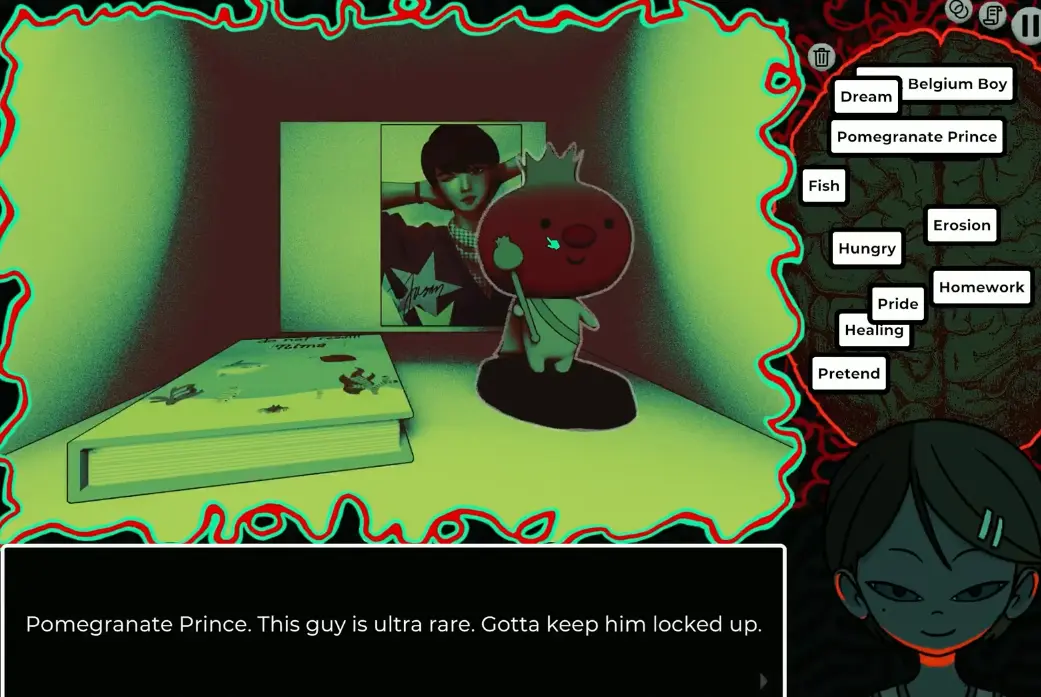 Belgium Boy
Dream
Pomegranate Prince
Fish
Erosion
Hungry
Homework
Pride
Healing
Pretend
Pomegranate Prince. This guy is ultra rare. Gotta keep him locked up.